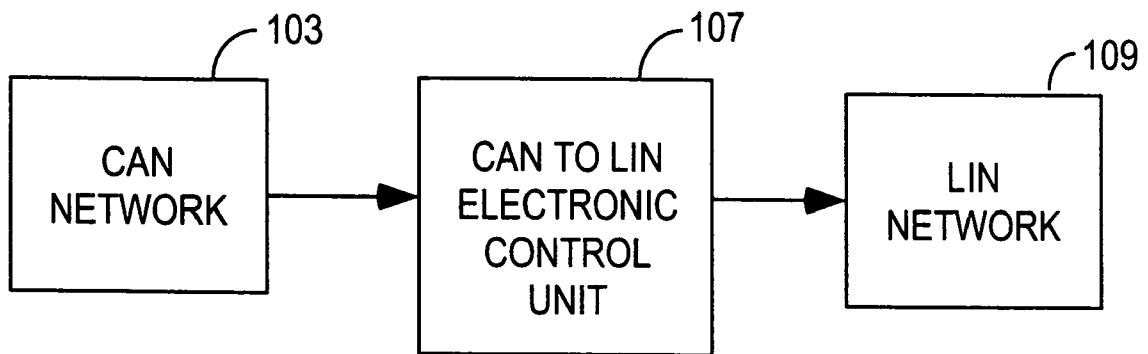 103
107
109
CAN
NETWORK
CAN TO LIN
ELECTRONIC
CONTROL
UNIT
LIN
NETWORK